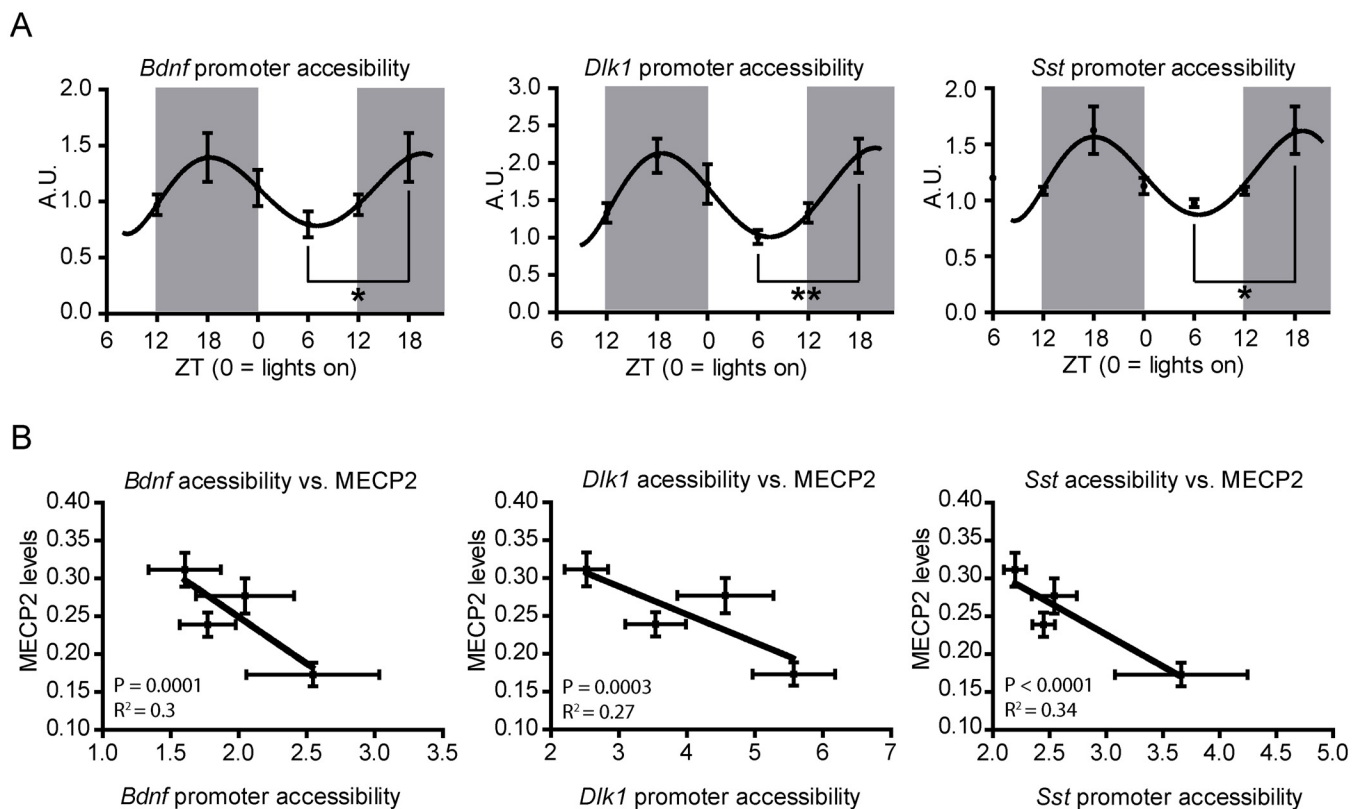 A
Bdnf promoter accesibility
Dlk1 promoter accessibility
Sst promoter accessibility
2.0
1.5
1.0
0.5
0.0
A.U.
6 12 18 0 6 12 18
ZT (0 = lights on)
*
3.0
2.5
2.0
1.5
1.0
0.5
0.0
A.U.
6 12 18 0 6 12 18
ZT (0 = lights on)
**
2.0
1.5
1.0
0.5
0.0
A.U.
6 12 18 0 6 12 18
ZT (0 = lights on)
*
B
Bdnf acessibility vs. MECP2
Dlk1 acessibility vs. MECP2
Sst acessibility vs. MECP2
0.40
0.35
0.30
0.25
0.20
0.15
0.10
MECP2 levels
P = 0.0001
R² = 0.3
1.0 1.5 2.0 2.5 3.0 3.5
Bdnf promoter accessibility
0.40
0.35
0.30
0.25
0.20
0.15
0.10
MECP2 levels
P = 0.0003
R² = 0.27
2 3 4 5 6 7
Dlk1 promoter accessibility
0.40
0.35
0.30
0.25
0.20
0.15
0.10
MECP2 levels
P < 0.0001
R² = 0.34
2.0 2.5 3.0 3.5 4.0 4.5 5.0
Sst promoter accessibility